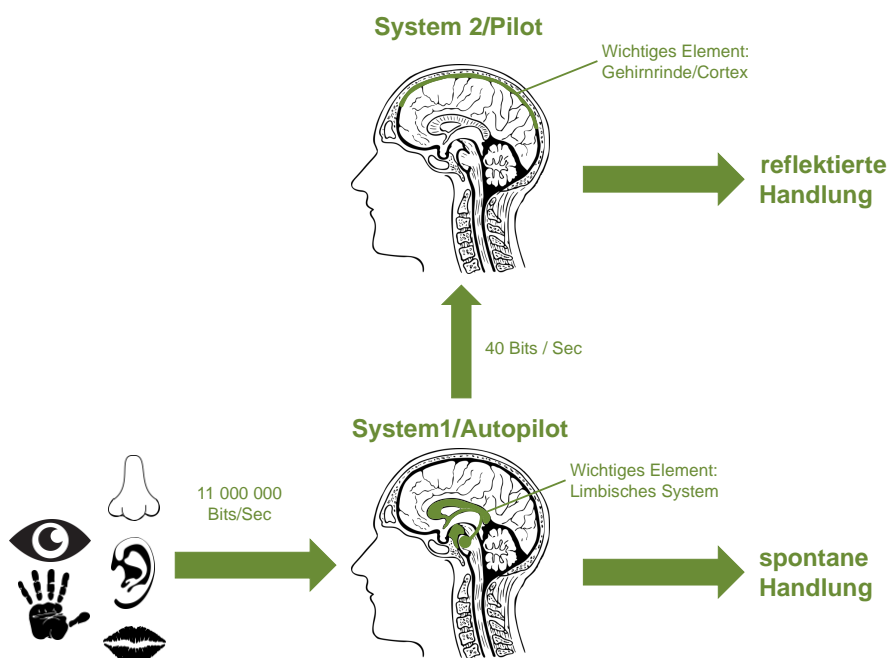 System 2/Pilot
Wichtiges Element:
Gehirnrinde/Cortex
reflektierte
Handlung
40 Bits / Sec
System1/Autopilot
Wichtiges Element:
Limbisches System
11 000 000
Bits/Sec
spontane
Handlung